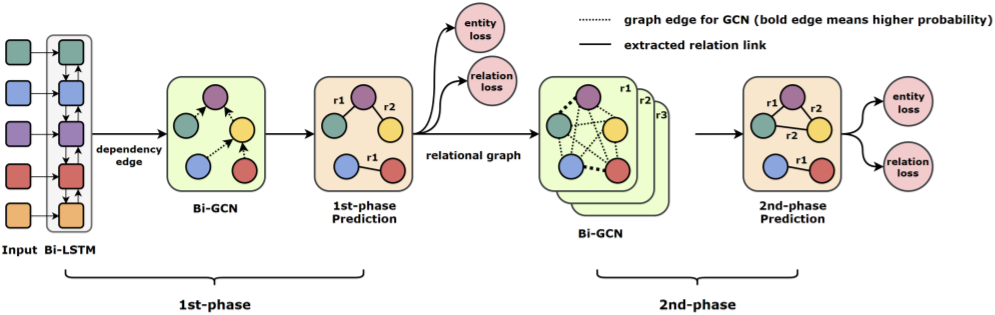 graph edge for GCN (bold edge means higher probability)
extracted relation link
entity
loss
relation
loss
r1
r2
r1
r1
r2
r3
r1
r2
r2
r1
entity
loss
relation
loss
dependency
edge
relational graph
Bi-GCN
1st-phase
Prediction
Bi-GCN
2nd-phase
Prediction
Input
Bi-LSTM
1st-phase
2nd-phase